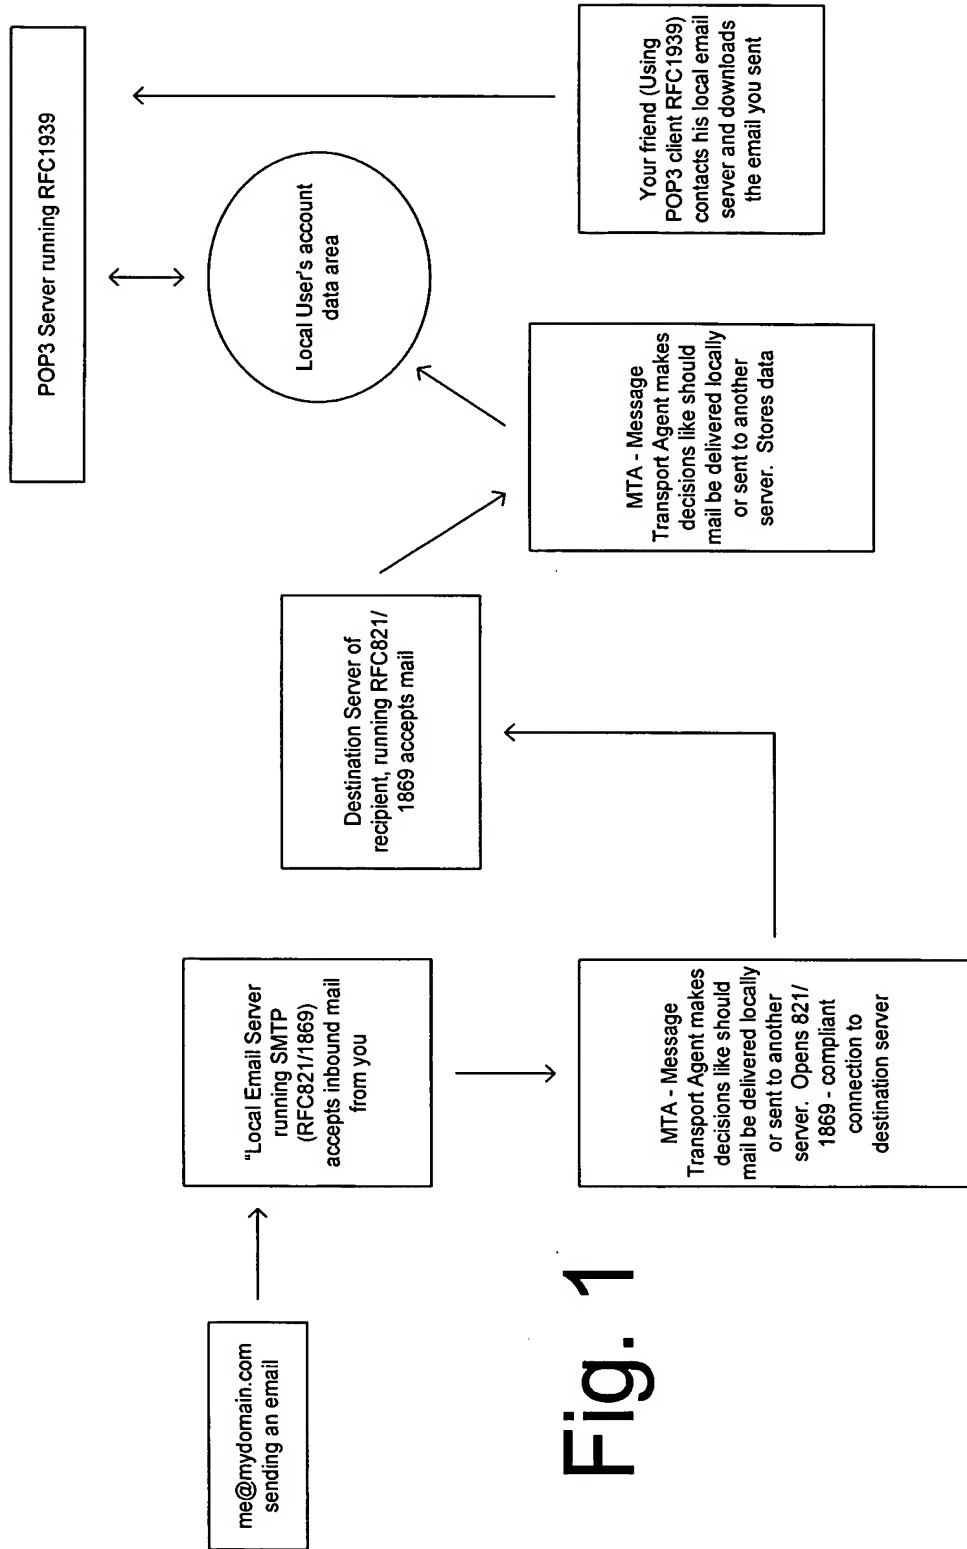 me@mydomain.com
sending an email
"Local Email Server
running SMTP
(RFC821/1869)
accepts inbound mail
from you
MTA - Message
Transport Agent makes
decisions like should
mail be delivered locally
or sent to another
server. Opens 821/
1869 - compliant
connection to
destination server
Destination Server of
recipient, running RFC821/
1869 accepts mail
MTA - Message
Transport Agent makes
decisions like should
mail be delivered locally
or sent to another
server. Stores data
Local User's account
data area
POP3 Server running RFC1939
Your friend (Using
POP3 client RFC1939)
contacts his local email
server and downloads
the email you sent
Fig. 1